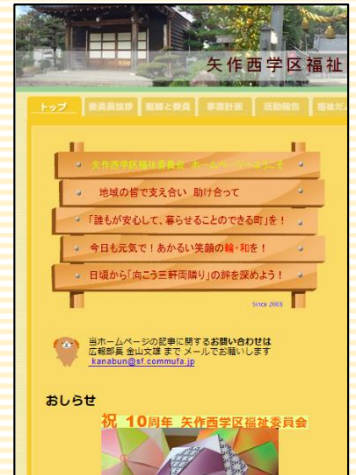 矢作西学区福祉
トップ 委員長挨拶 組織と委員 事業計画 活動報告 福祉だ
矢作西学区福祉委員会 ホームページへようこそ
地域の皆で支え合い 助け合って
「誰もが安心して、暮らせることのできる町」を！
今日も元気で！あかるい笑顔の輪・和を！
日頃から「向こう三軒両隣り」の絆を深めよう！
Since 2009
当ホームページの記事に関するお問い合わせは
広報部長 金山文雄 まで メールでお願いします
kanabun@sf.commufa.jp
おしらせ
祝 10周年 矢作西学区福祉委員会